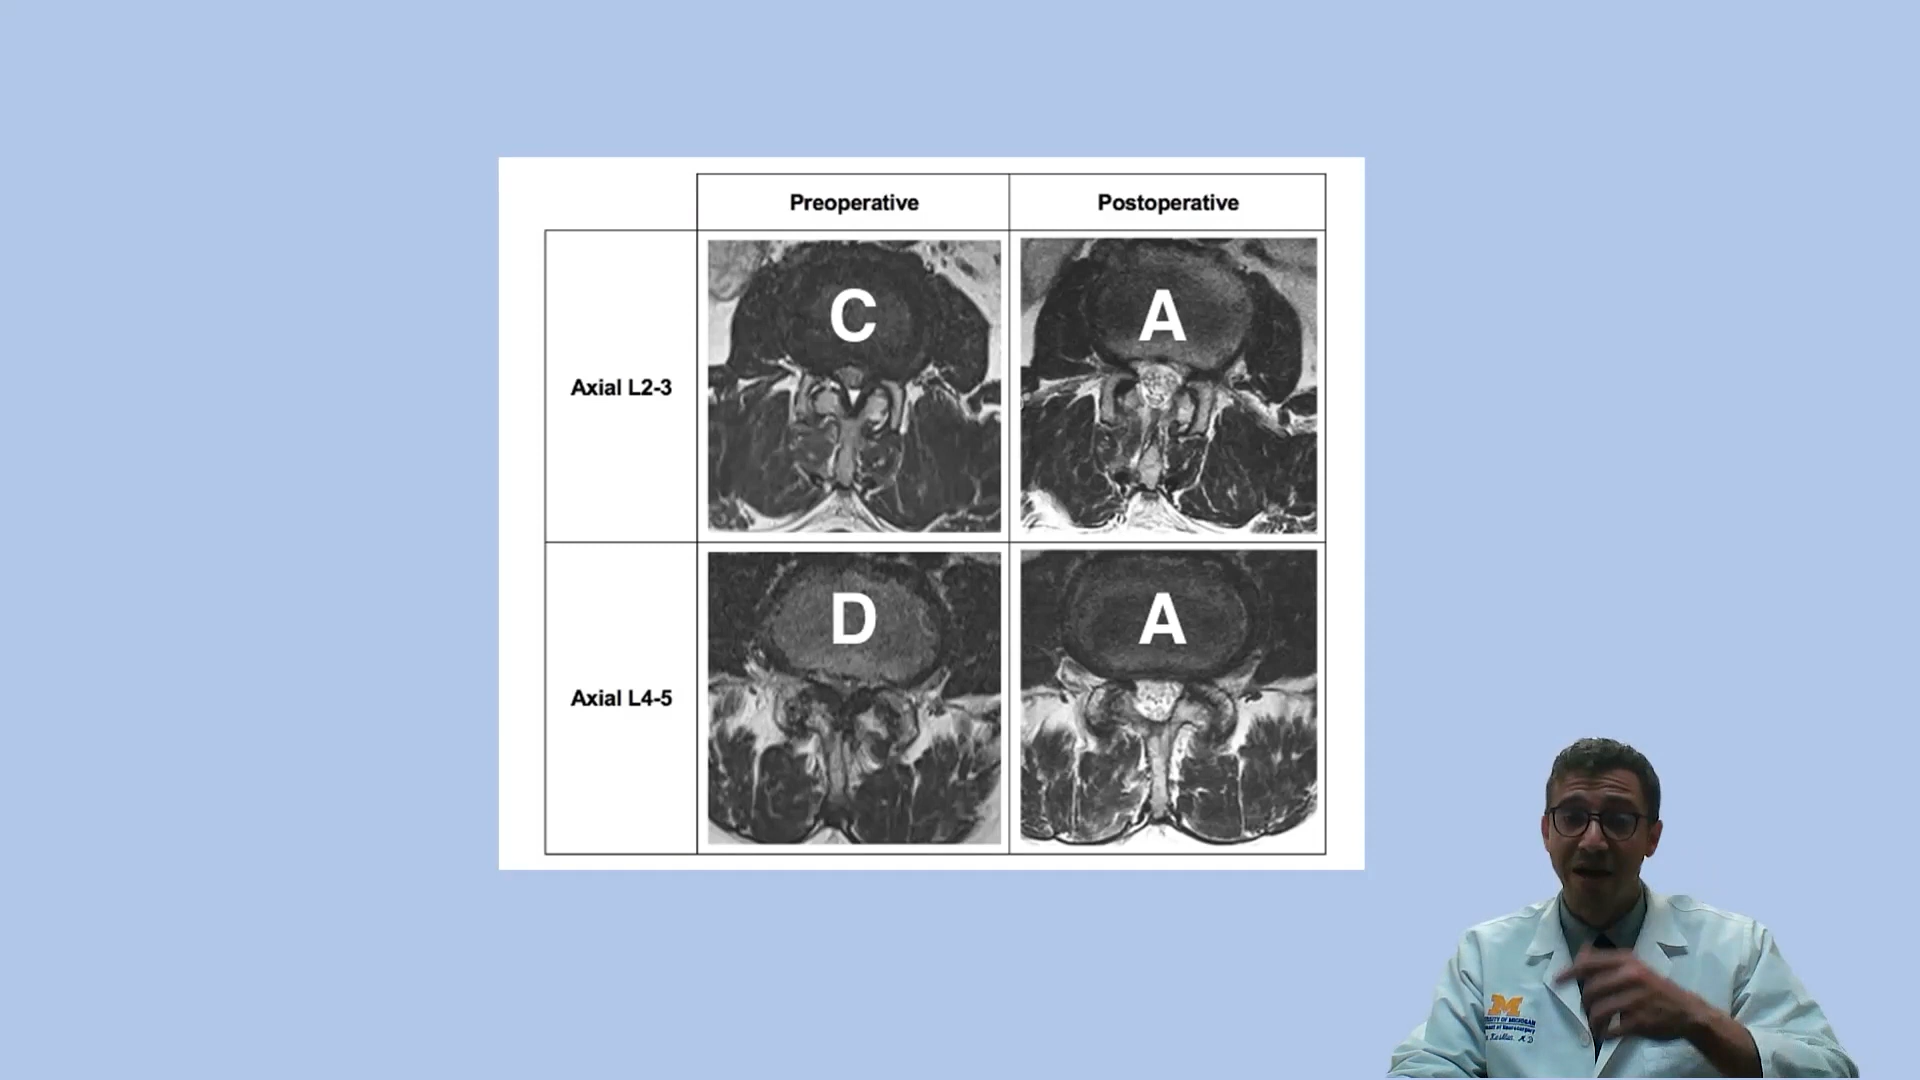 Preoperative Postoperative
Axial L2-3
C A
Axial L4-5
D A
M